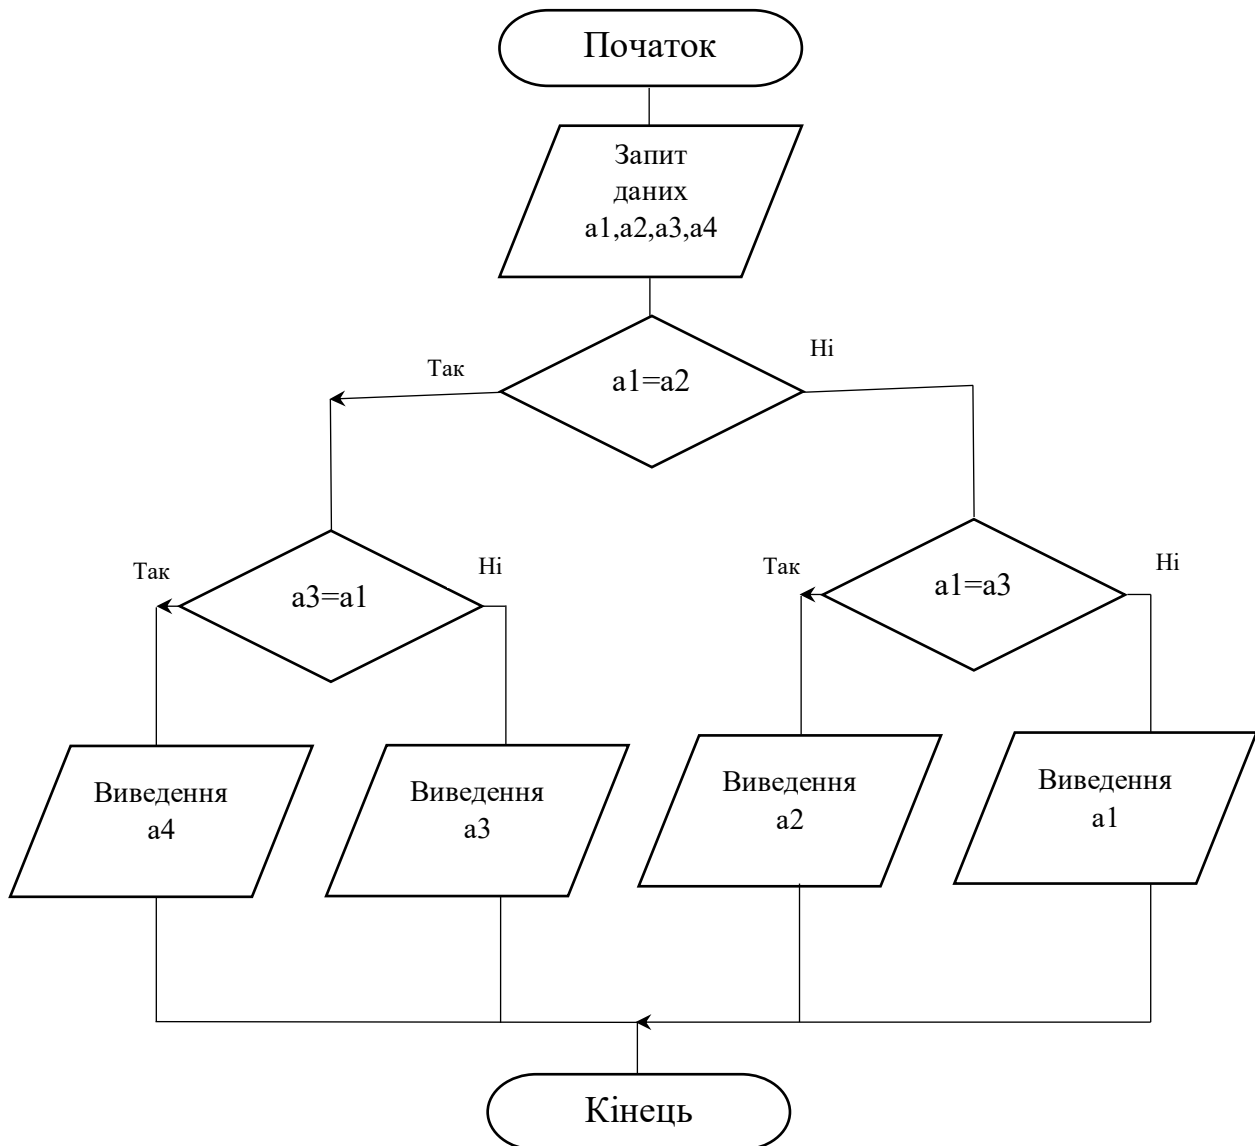 Початок
Запит
даних
a1,a2,a3,a4
Так
a1=a2
Ні
Так
a3=a1
Ні
Так
a1=a3
Ні
Виведення
a4
Виведення
a3
Виведення
a2
Виведення
a1
Кінець